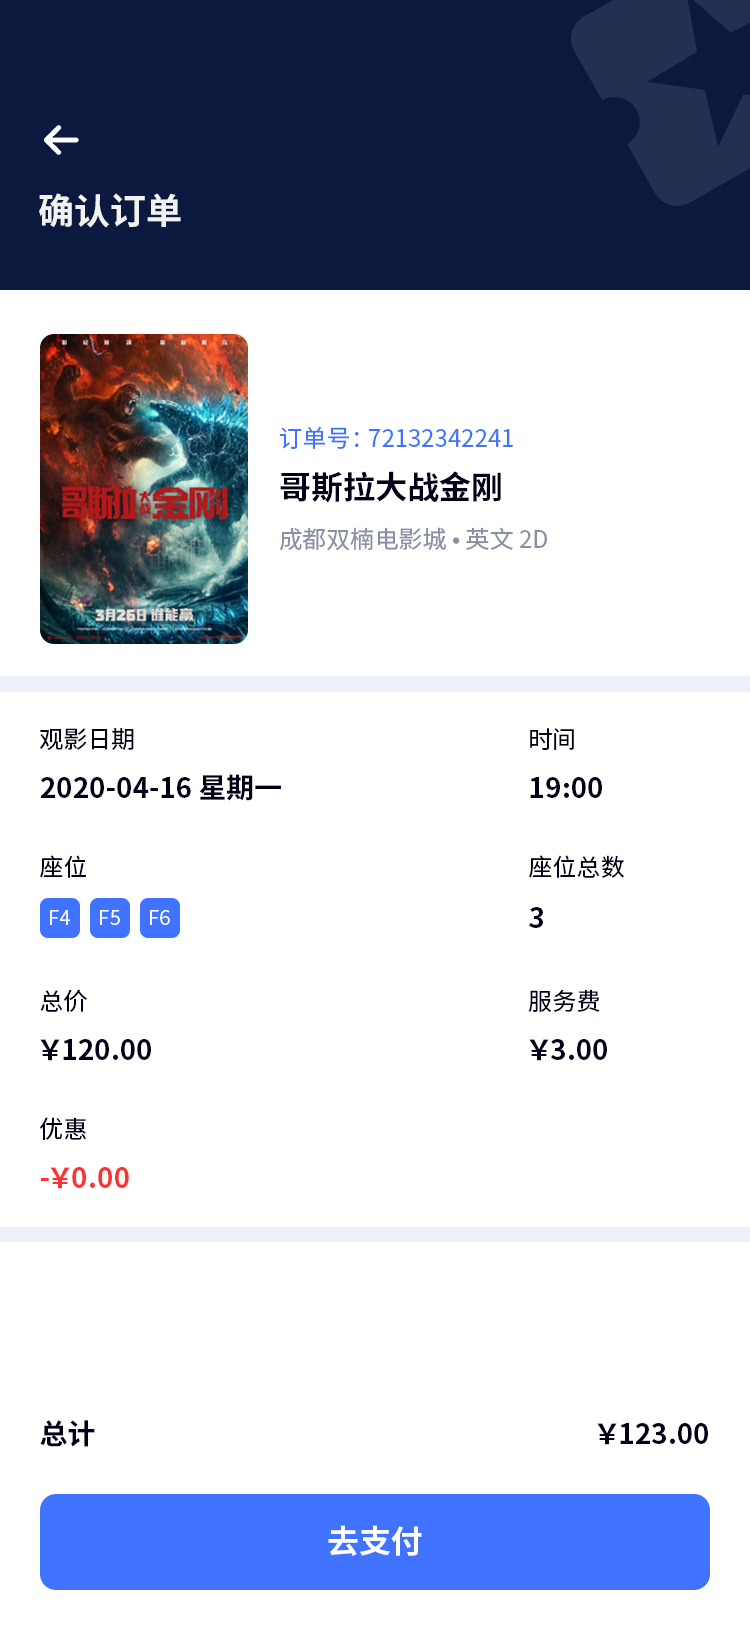 确认订单
哥斯拉大战金刚
3月26日 谁能赢
订单号：72132342241
哥斯拉大战金刚
成都双楠电影城 • 英文 2D
观影日期
时间
2020-04-16 星期一
19:00
座位
座位总数
F4 F5 F6
3
总价
服务费
¥120.00
¥3.00
优惠
-¥0.00
总计
¥123.00
去支付